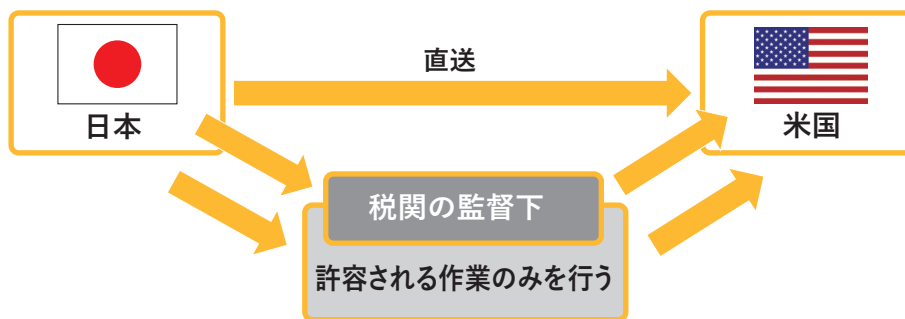 直送
日本
米国
税関の監督下
許容される作業のみを行う